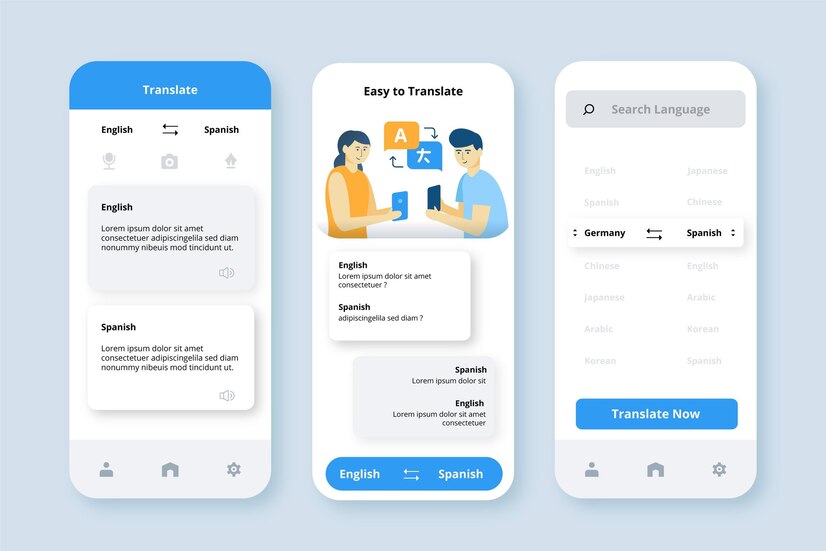 Translate
English Spanish
English
Lorem ipsum dolor sit amet
consectetuer adipiscingelila sed diam
nonummy nibeuis mod tincidunt ut.
Spanish
Lorem ipsum dolor sit amet
consectetuer adipiscingelila sed diam
nonummy nibeuis mod tincidunt ut.
Easy to Translate
A 大
English
Lorem ipsum dolor sit amet
consectetuer ?
Spanish
adipiscingelila sed diam ?
Spanish
Lorem ipsum dolor sit
English
Lorem ipsum dolor sit amet
consectetuer
English Spanish
Search Language
English Japanese
Spanish Chinese
Germany Spanish
Chinese English
Japanese Arabic
Arabic Korean
Korean Spanish
Translate Now